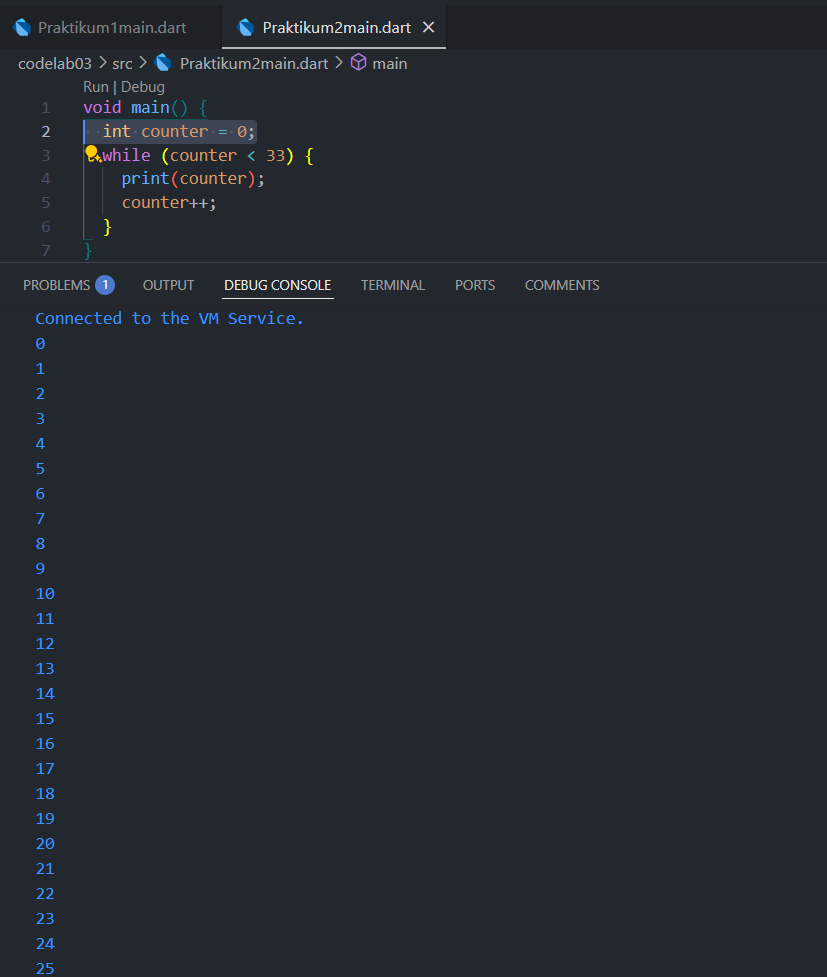 Praktikum1main.dart Praktikum2main.dart
codelab03 > src > Praktikum2main.dart > main
Run | Debug
1 void main() {
2 int counter = 0;
3 while (counter < 33) {
4 print(counter);
5 counter++;
6 }
7 }
PROBLEMS 1 OUTPUT DEBUG CONSOLE TERMINAL PORTS COMMENTS
Connected to the VM Service.
0
1
2
3
4
5
6
7
8
9
10
11
12
13
14
15
16
17
18
19
20
21
22
23
24
25